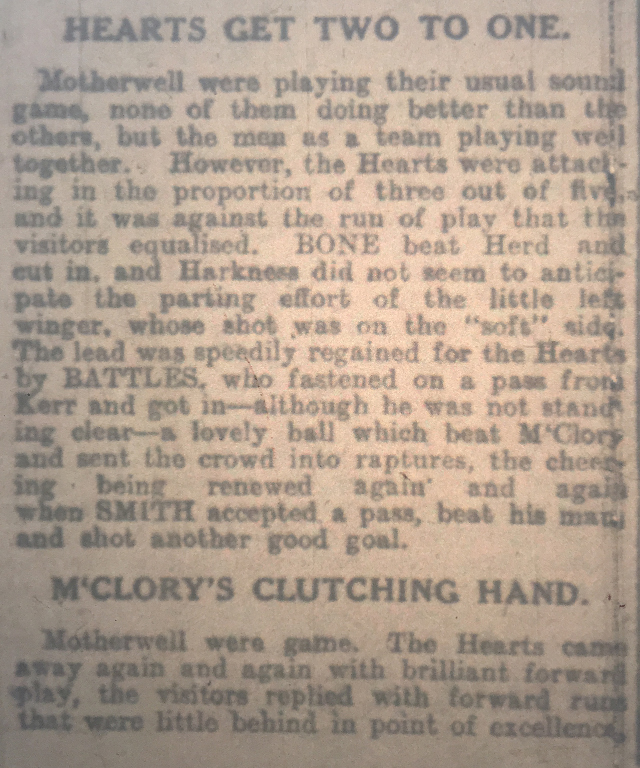 HEARTS GET TWO TO ONE.
Motherwell were playing their usual sound
game, none of them doing better than the
others, but the men as a team playing well
together. However, the Hearts were attack-
ing in the proportion of three out of five,
and it was against the run of play that the
visitors equalised. BONE beat Herd and
cut in, and Harkness did not seem to antici-
pate the parting effort of the little left
winger, whose shot was on the "soft" side.
The lead was speedily regained for the Hearts
by BATTLES, who fastened on a pass from
Kerr and got in—although he was not stand-
ing clear—a lovely ball which beat M'Clory
and sent the crowd into raptures, the cheer-
ing being renewed again and again
when SMITH accepted a pass, beat his man,
and shot another good goal.
M'CLORY'S CLUTCHING HAND.
Motherwell were game. The Hearts came
away again and again with brilliant forward
play, the visitors replied with forward runs
that were little behind in point of excellence,